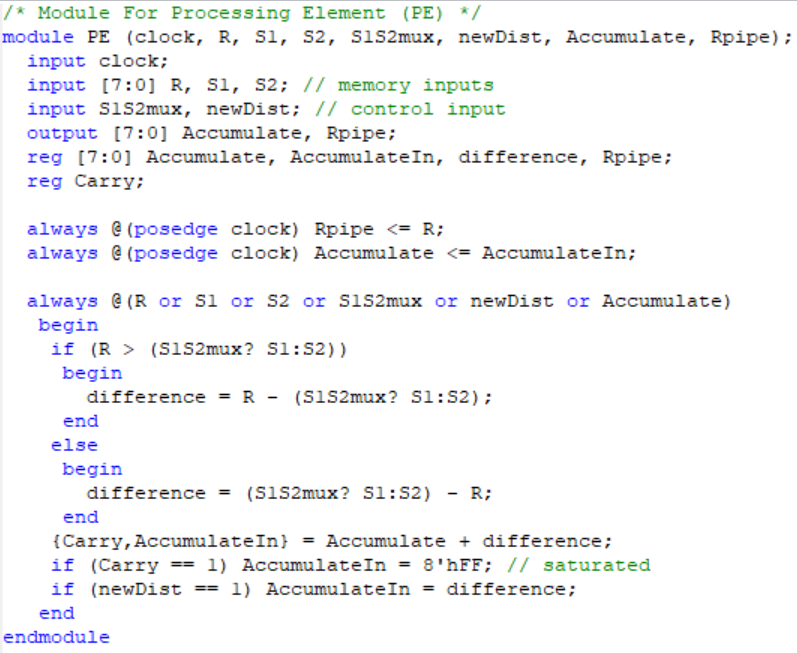 /* Module For Processing Element (PE) */
module PE (clock, R, S1, S2, S1S2mux, newDist, Accumulate, Rpipe);
input clock;
input [7:0] R, S1, S2; // memory inputs
input S1S2mux, newDist; // control input
output [7:0] Accumulate, Rpipe;
reg [7:0] Accumulate, AccumulateIn, difference, Rpipe;
reg Carry;
always @(posedge clock) Rpipe <= R;
always @(posedge clock) Accumulate <= AccumulateIn;
always @(R or S1 or S2 or S1S2mux or newDist or Accumulate)
begin
if (R > (S1S2mux? S1:S2))
begin
difference = R - (S1S2mux? S1:S2);
end
else
begin
difference = (S1S2mux? S1:S2) - R;
end
{Carry,AccumulateIn} = Accumulate + difference;
if (Carry == 1) AccumulateIn = 8'hFF; // saturated
if (newDist == 1) AccumulateIn = difference;
end
endmodule